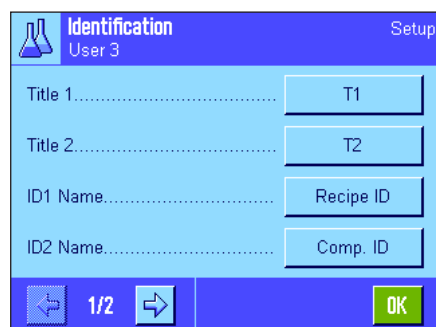 Identification Setup
User 3
Title 1.................................. T1
Title 2.................................. T2
ID1 Name............................. Recipe ID
ID2 Name............................. Comp. ID
1/2 OK